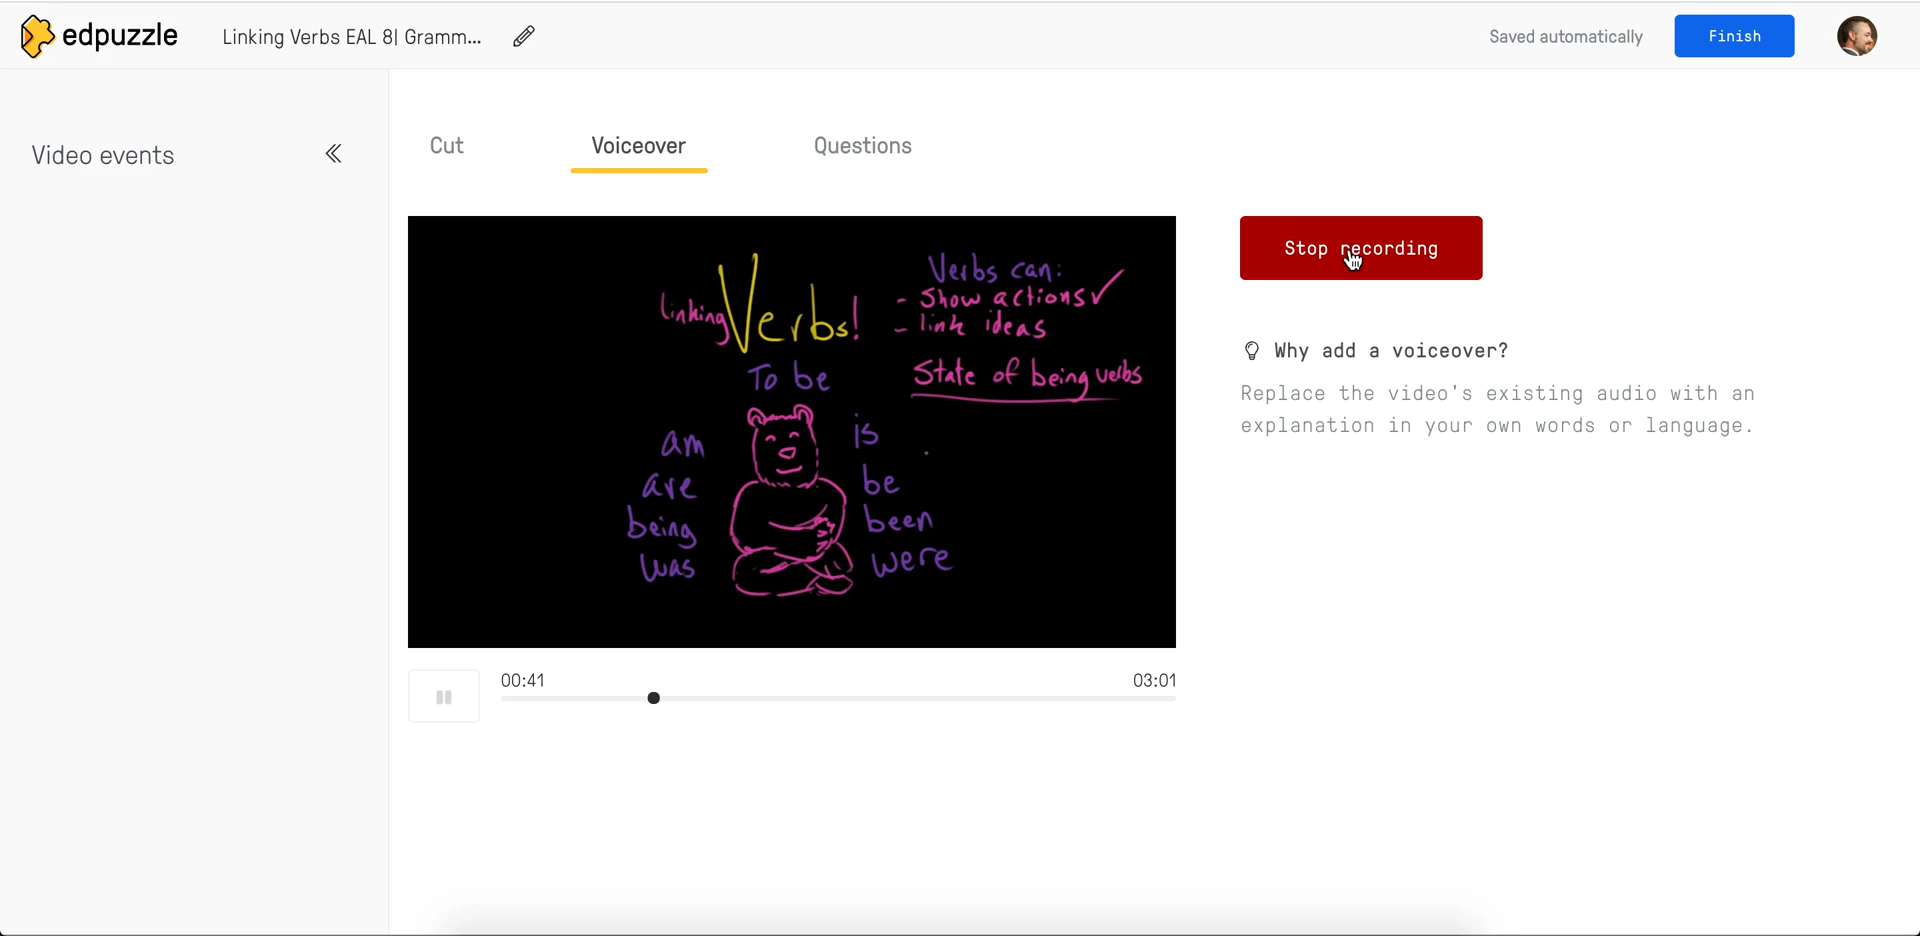 edpuzzle
Linking Verbs EAL 8| Gramm...
Saved automatically
Finish
Video events
Cut
Voiceover
Questions
linking Verbs!
To be
am
are
being
was
is
be
been
were
Verbs can:
- Show actions ✓
- link ideas
State of being verbs
00:41
03:01
Stop recording
Why add a voiceover?
Replace the video's existing audio with an
explanation in your own words or language.